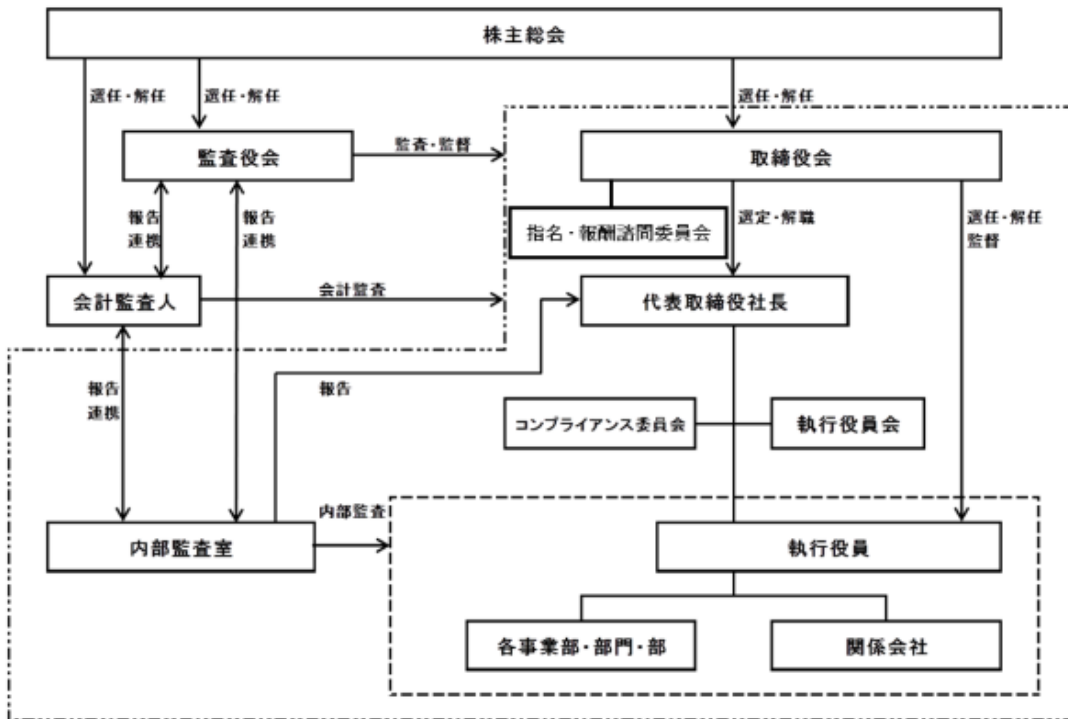 株主総会
選任・解任
選任・解任
選任・解任
監査役会
監査・監督
取締役会
報告
連携
報告
連携
指名・報酬諮問委員会
選定・解職
選任・解任
監督
会計監査人
会計監査
代表取締役社長
報告
連携
報告
コンプライアンス委員会
執行役員会
内部監査室
内部監査
執行役員
各事業部・部門・部
関係会社